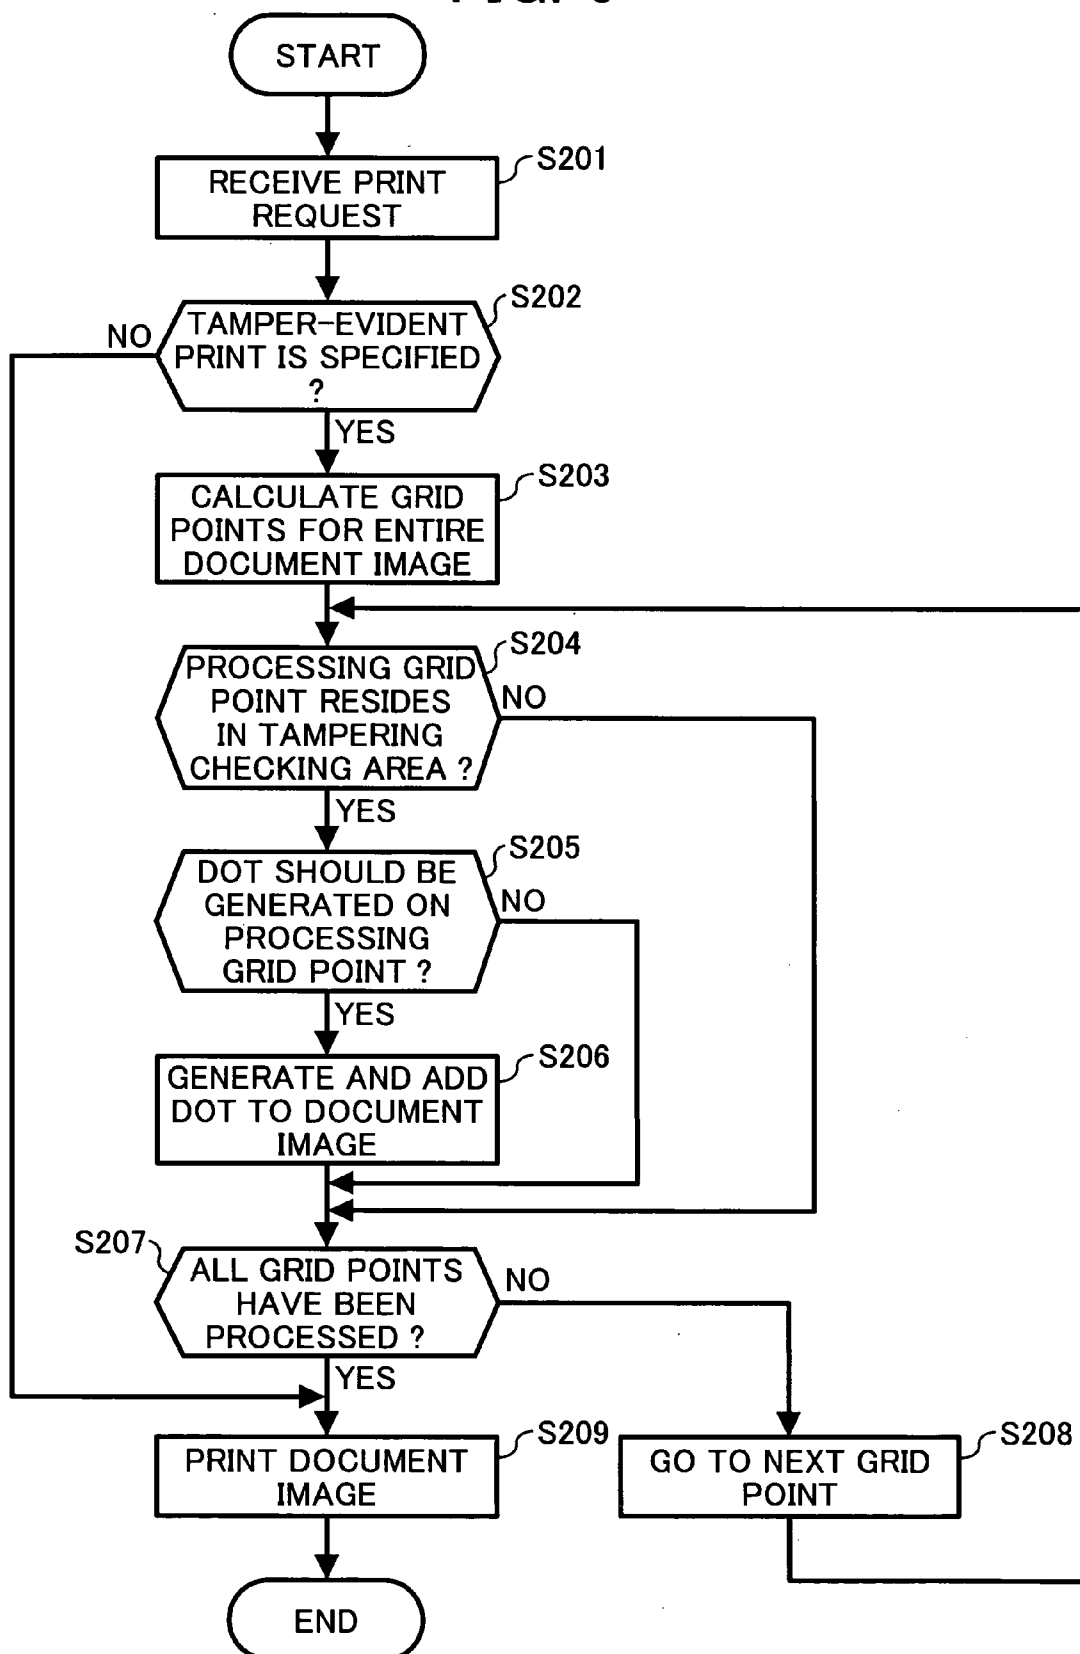 START
S201
RECEIVE PRINT
REQUEST
S202
NO
TAMPER-EVIDENT
PRINT IS SPECIFIED
?
YES
S203
CALCULATE GRID
POINTS FOR ENTIRE
DOCUMENT IMAGE
S204
PROCESSING GRID
POINT RESIDES
IN TAMPERING
CHECKING AREA ?
NO
YES
S205
DOT SHOULD BE
GENERATED ON
PROCESSING
GRID POINT ?
NO
YES
S206
GENERATE AND ADD
DOT TO DOCUMENT
IMAGE
S207
ALL GRID POINTS
HAVE BEEN
PROCESSED ?
NO
YES
S209
PRINT DOCUMENT
IMAGE
S208
GO TO NEXT GRID
POINT
END